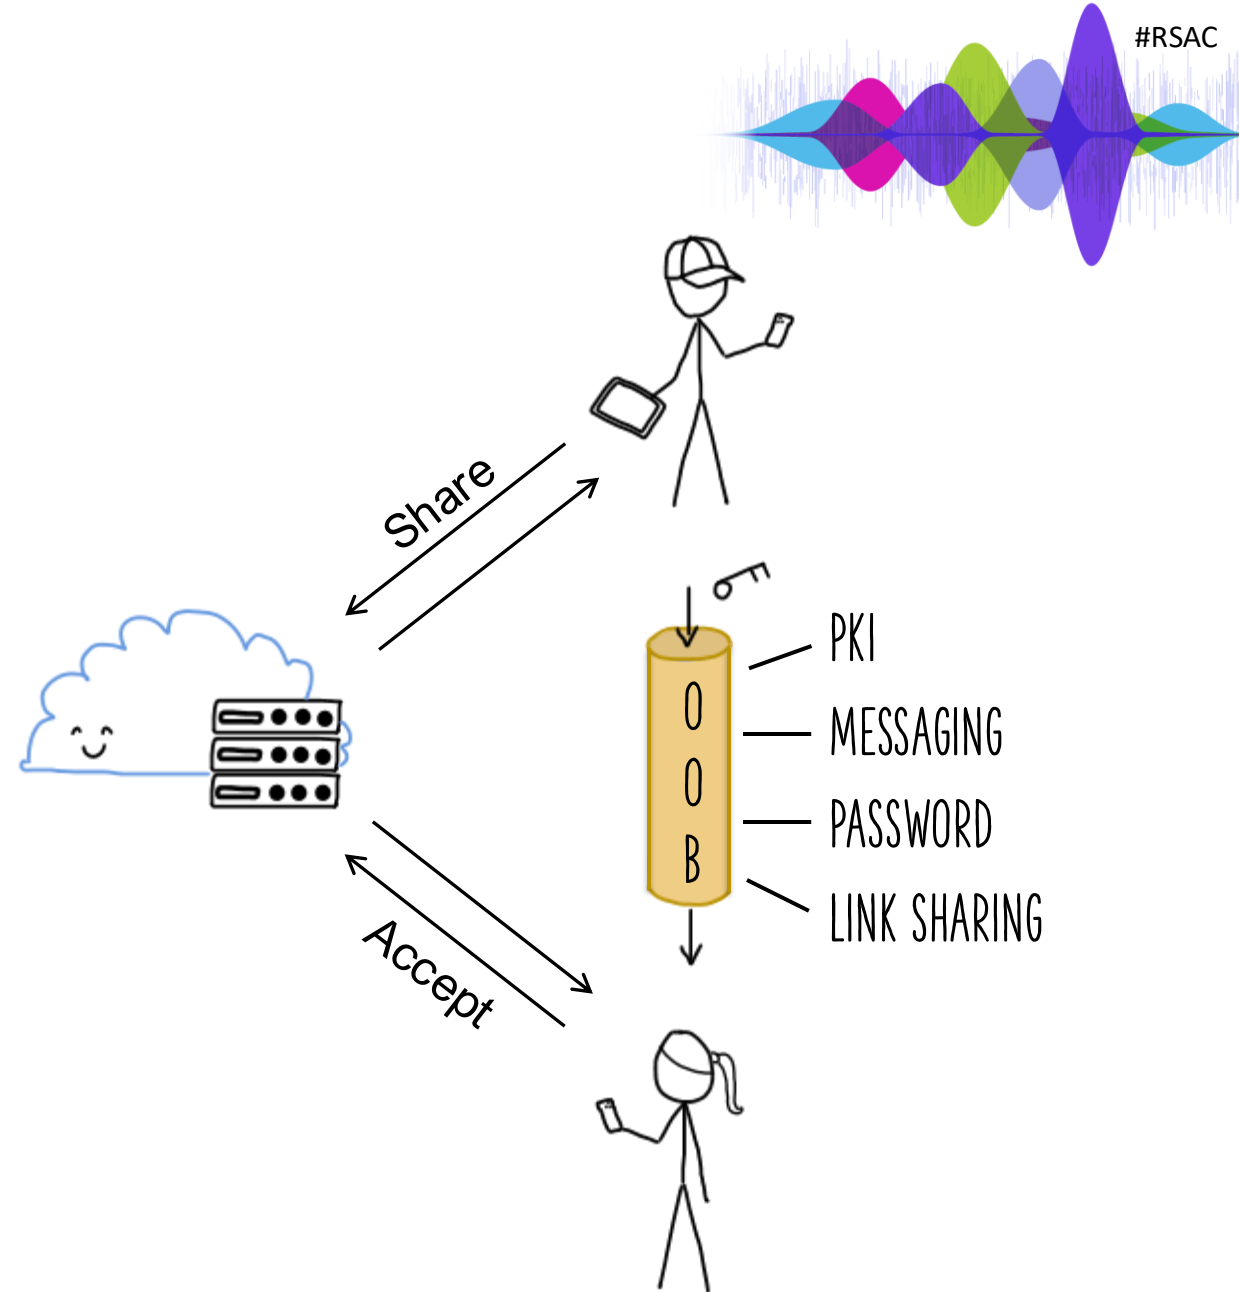 #RSAC
Share
PKI
O
O
B
MESSAGING
PASSWORD
LINK SHARING
Accept